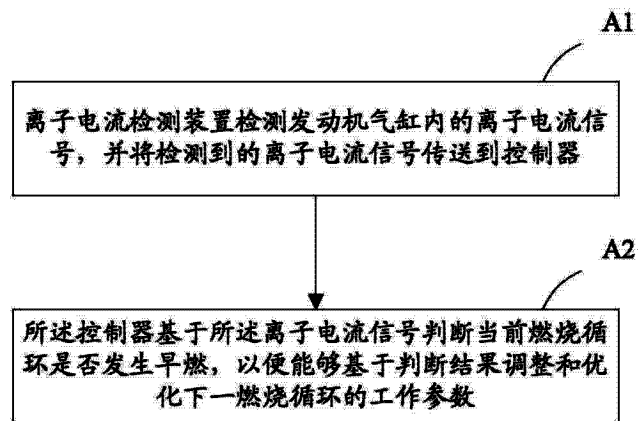 A1
离子电流检测装置检测发动机气缸内的离子电流信
号，并将检测到的离子电流信号传送到控制器
A2
所述控制器基于所述离子电流信号判断当前燃烧循
环是否发生早燃，以便能够基于判断结果调整和优
化下一燃烧循环的工作参数